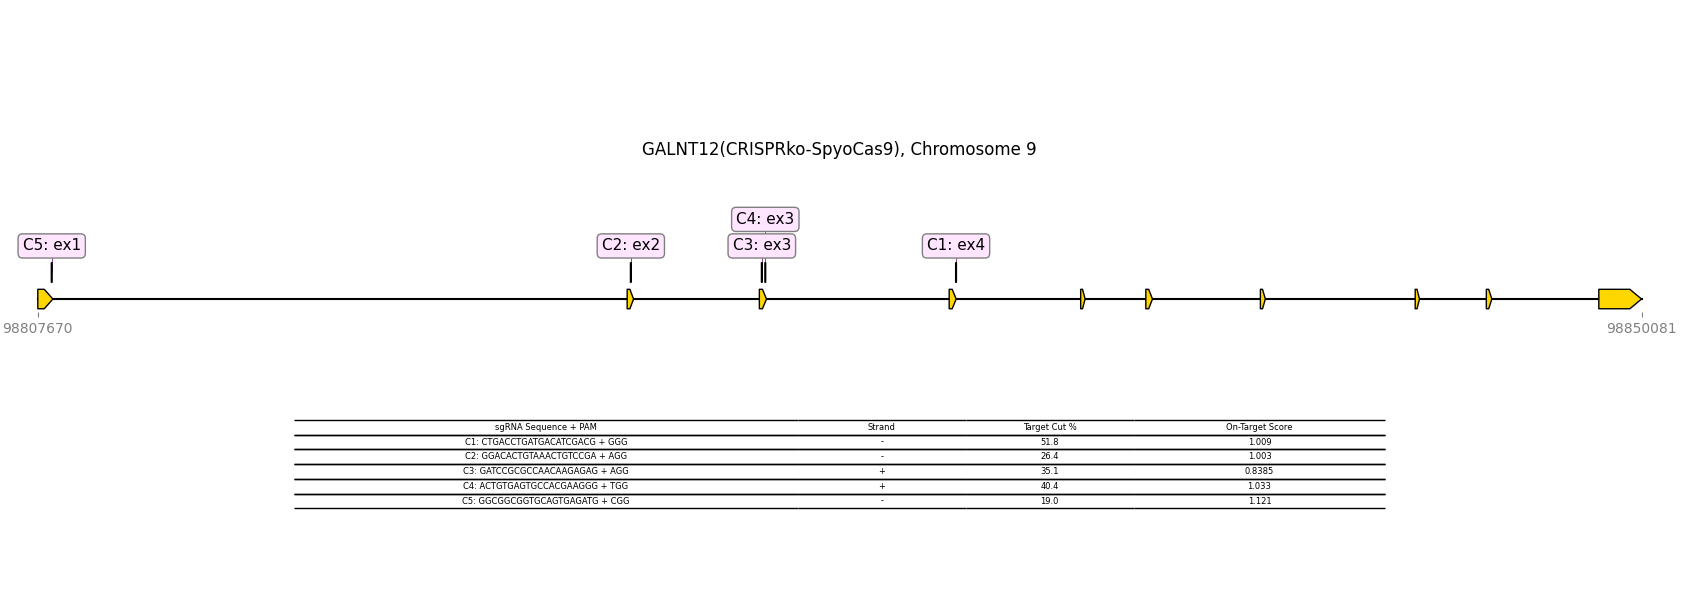 GALNT12(CRISPRko-SpyoCas9), Chromosome 9
C4: ex3
C5: ex1 C2: ex2 C3: ex3 C1: ex4
98807670 98850081
sgRNA Sequence + PAM Strand Target Cut % On-Target Score
C1: CTGACCTGATGACATCGACG + GGG - 51.8 1.009
C2: GGACACTGTAAACTGTCCGA + AGG - 26.4 1.003
C3: GATCCGCGCCAACAAGAGAG + AGG + 35.1 0.8385
C4: ACTGTGAGTGCCACGAAGGG + TGG + 40.4 1.033
C5: GGCGGCGGTGCAGTGAGATG + CGG - 19.0 1.121